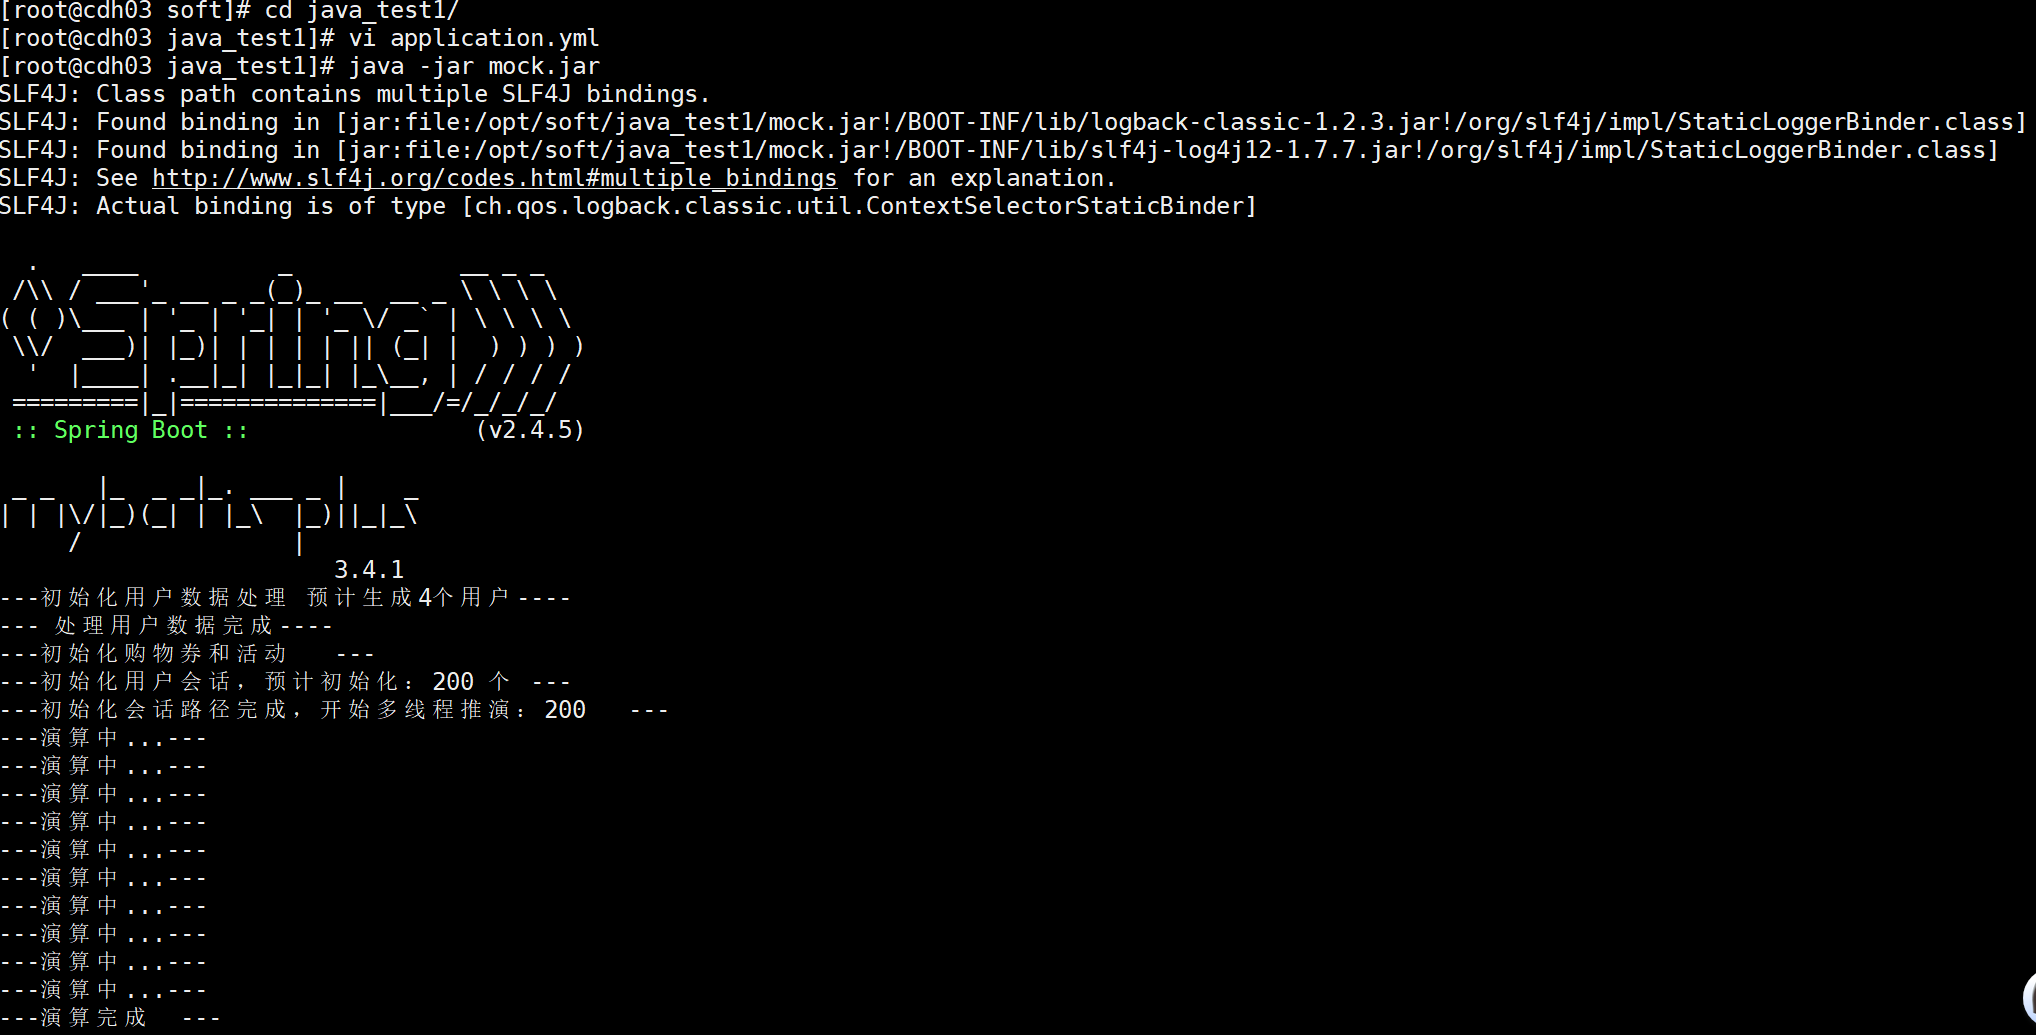 [root@cdh03 soft]# cd java_test1/
[root@cdh03 java_test1]# vi application.yml
[root@cdh03 java_test1]# java -jar mock.jar
SLF4J: Class path contains multiple SLF4J bindings.
SLF4J: Found binding in [jar:file:/opt/soft/java_test1/mock.jar!/BOOT-INF/lib/logback-classic-1.2.3.jar!/org/slf4j/impl/StaticLoggerBinder.class]
SLF4J: Found binding in [jar:file:/opt/soft/java_test1/mock.jar!/BOOT-INF/lib/slf4j-log4j12-1.7.7.jar!/org/slf4j/impl/StaticLoggerBinder.class]
SLF4J: See http://www.slf4j.org/codes.html#multiple_bindings for an explanation.
SLF4J: Actual binding is of type [ch.qos.logback.classic.util.ContextSelectorStaticBinder]
  .   ____          _            __ _ _
 /\\ / ___'_ __ _ _(_)_ __  __ _ \ \ \ \
( ( )\___ | '_ | '_| | '_ \/ _` | \ \ \ \
 \\/  ___)| |_)| | | | | || (_| |  ) ) ) )
  '  |____| .__|_| |_|_| |_\__, | / / / /
 =========|_|==============|___/=/_/_/_/
 :: Spring Boot ::                (v2.4.5)
 _ _   |_  _ _|_. ___ _ |    _
| | |\/|_)(_| | |_\  |_)||_|_\
     /               |
                        3.4.1
---初始化用户数据处理 预计生成4个用户----
--- 处理用户数据完成----
---初始化购物券和活动   ---
---初始化用户会话，预计初始化：200 个 ---
---初始化会话路径完成，开始多线程推演：200   ---
---演算中...---
---演算中...---
---演算中...---
---演算中...---
---演算中...---
---演算中...---
---演算中...---
---演算中...---
---演算中...---
---演算中...---
---演算完成  ---